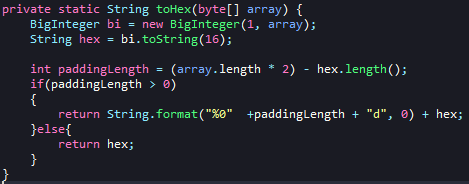 private static String toHex(byte[] array) {
    BigInteger bi = new BigInteger(1, array);
    String hex = bi.toString(16);

    int paddingLength = (array.length * 2) - hex.length();
    if(paddingLength > 0)
    {
        return String.format("%0"  +paddingLength + "d", 0) + hex;
    }else{
        return hex;
    }
}